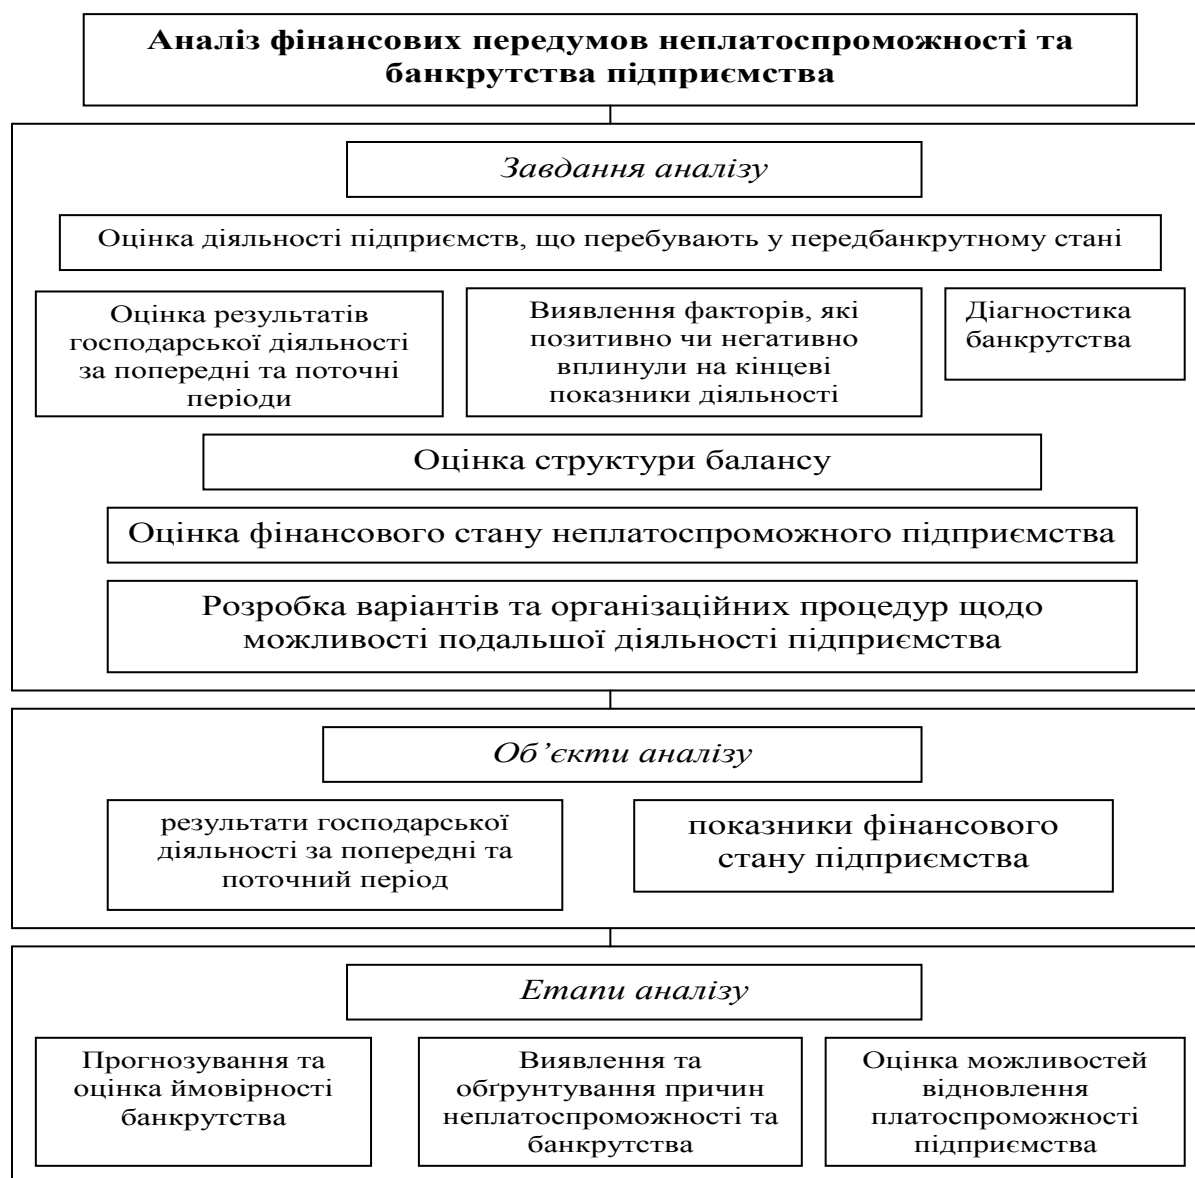 Аналіз фінансових передумов неплатоспроможності та
банкрутства підприємства
Завдання аналізу
Оцінка діяльності підприємств, що перебувають у передбанкрутному стані
Оцінка результатів
господарської діяльності
за попередні та поточні
періоди
Виявлення факторів, які
позитивно чи негативно
вплинули на кінцеві
показники діяльності
Діагностика
банкрутства
Оцінка структури балансу
Оцінка фінансового стану неплатоспроможного підприємства
Розробка варіантів та організаційних процедур щодо
можливості подальшої діяльності підприємства
Об’єкти аналізу
результати господарської
діяльності за попередні та
поточний період
показники фінансового
стану підприємства
Етапи аналізу
Прогнозування та
оцінка ймовірності
банкрутства
Виявлення та
обґрунтування причин
неплатоспроможності та
банкрутства
Оцінка можливостей
відновлення
платоспроможності
підприємства